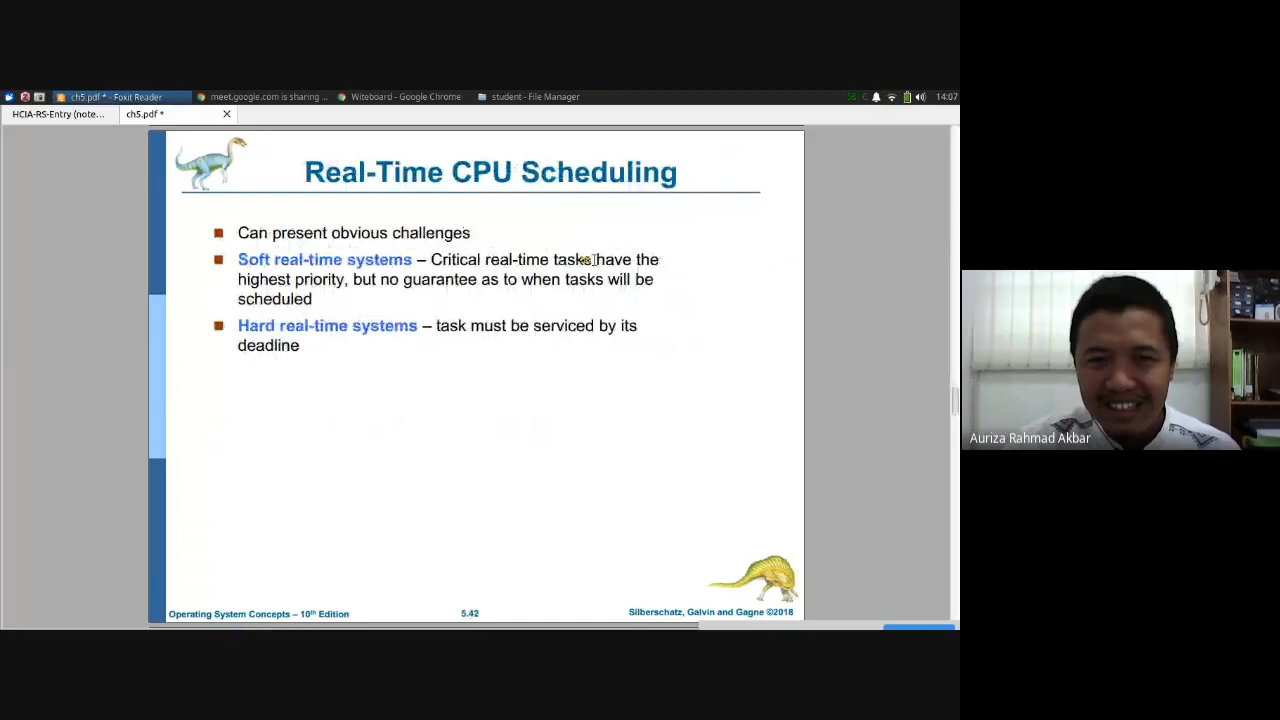 ch5.pdf * - Foxit Reader
meet.google.com is sharing ...
Witeboard - Google Chrome
student - File Manager
14:07
HCIA-RS-Entry (note...
ch5.pdf *
Real-Time CPU Scheduling
Can present obvious challenges
Soft real-time systems – Critical real-time tasks have the
highest priority, but no guarantee as to when tasks will be
scheduled
Hard real-time systems – task must be serviced by its
deadline
Auriza Rahmad Akbar
Operating System Concepts – 10th Edition
5.42
Silberschatz, Galvin and Gagne ©2018